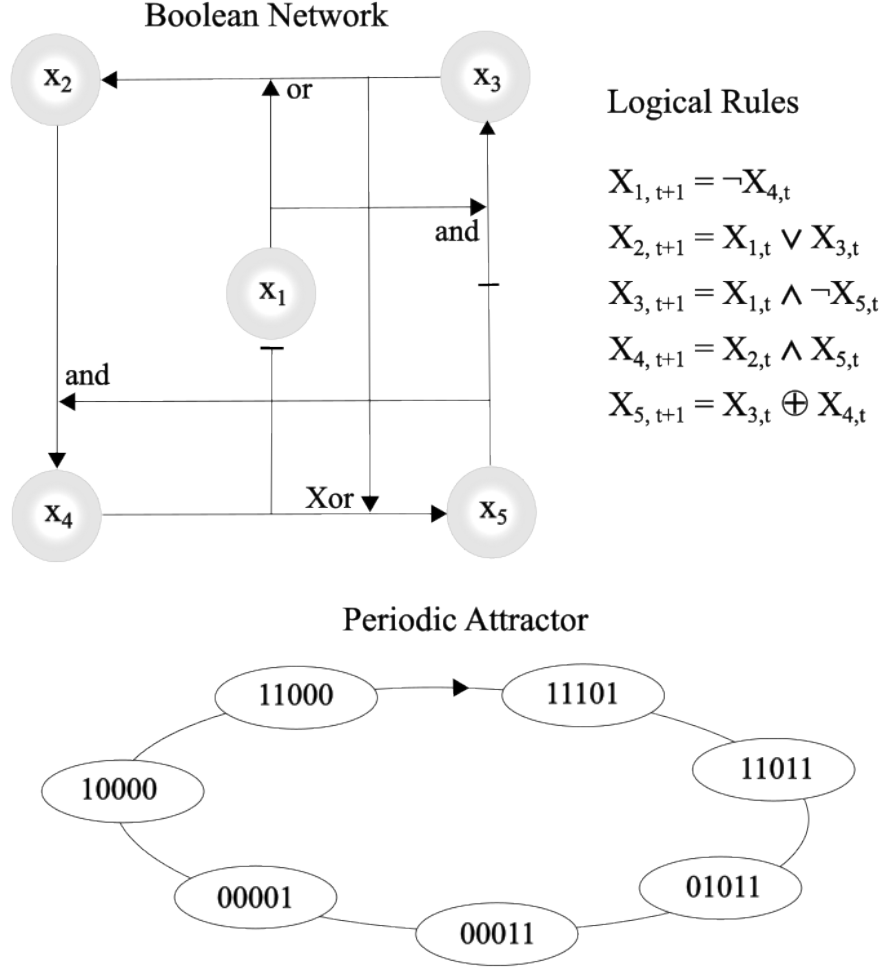 Boolean Network
x2
x3
or
and
x1
and
Xor
x4
x5
Logical Rules
X1, t+1 = ¬X4,t
X2, t+1 = X1,t ∨ X3,t
X3, t+1 = X1,t ∧ ¬X5,t
X4, t+1 = X2,t ∧ X5,t
X5, t+1 = X3,t ⊕ X4,t
Periodic Attractor
11000
11101
11011
01011
00011
00001
10000